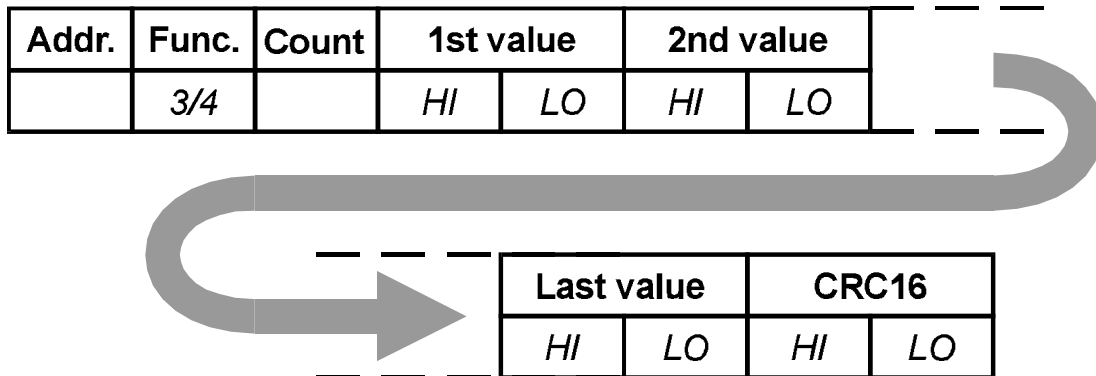 Addr. Func. Count 1st value 2nd value
3/4 HI LO HI LO
Last value CRC16
HI LO HI LO